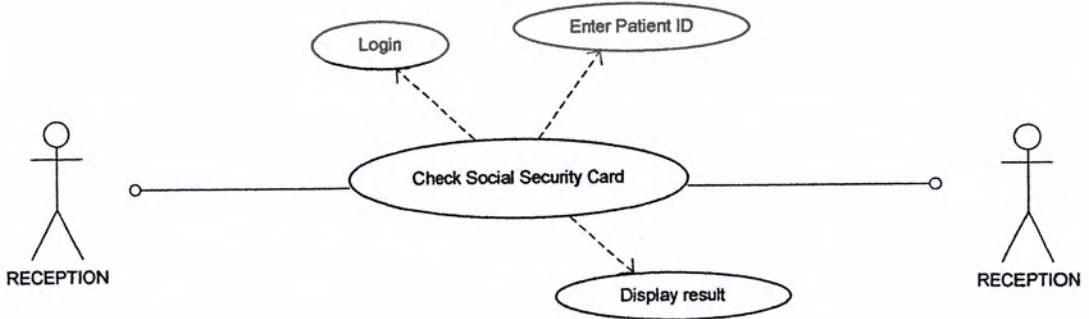 Enter Patient ID
Login
Check Social Security Card
RECEPTION
RECEPTION
Display result